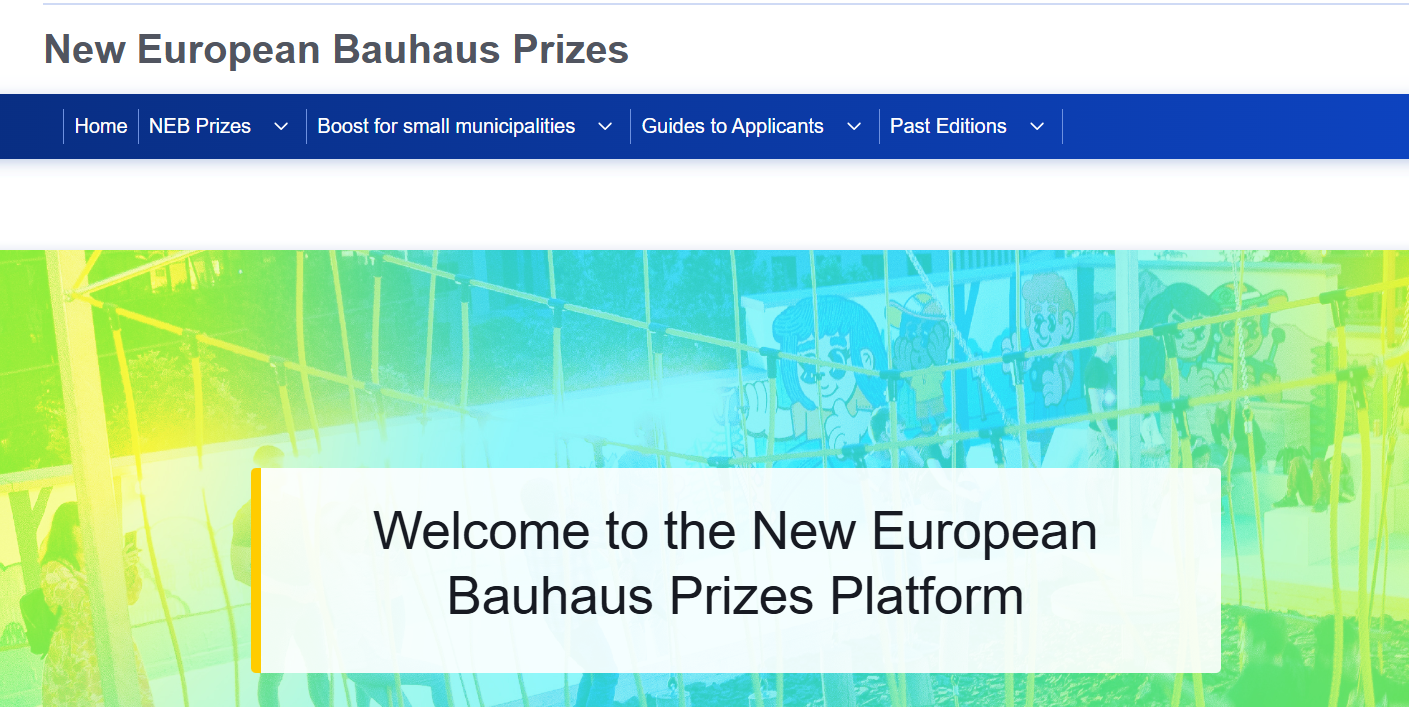 New European Bauhaus Prizes
Home NEB Prizes Boost for small municipalities Guides to Applicants Past Editions
Welcome to the New European
Bauhaus Prizes Platform